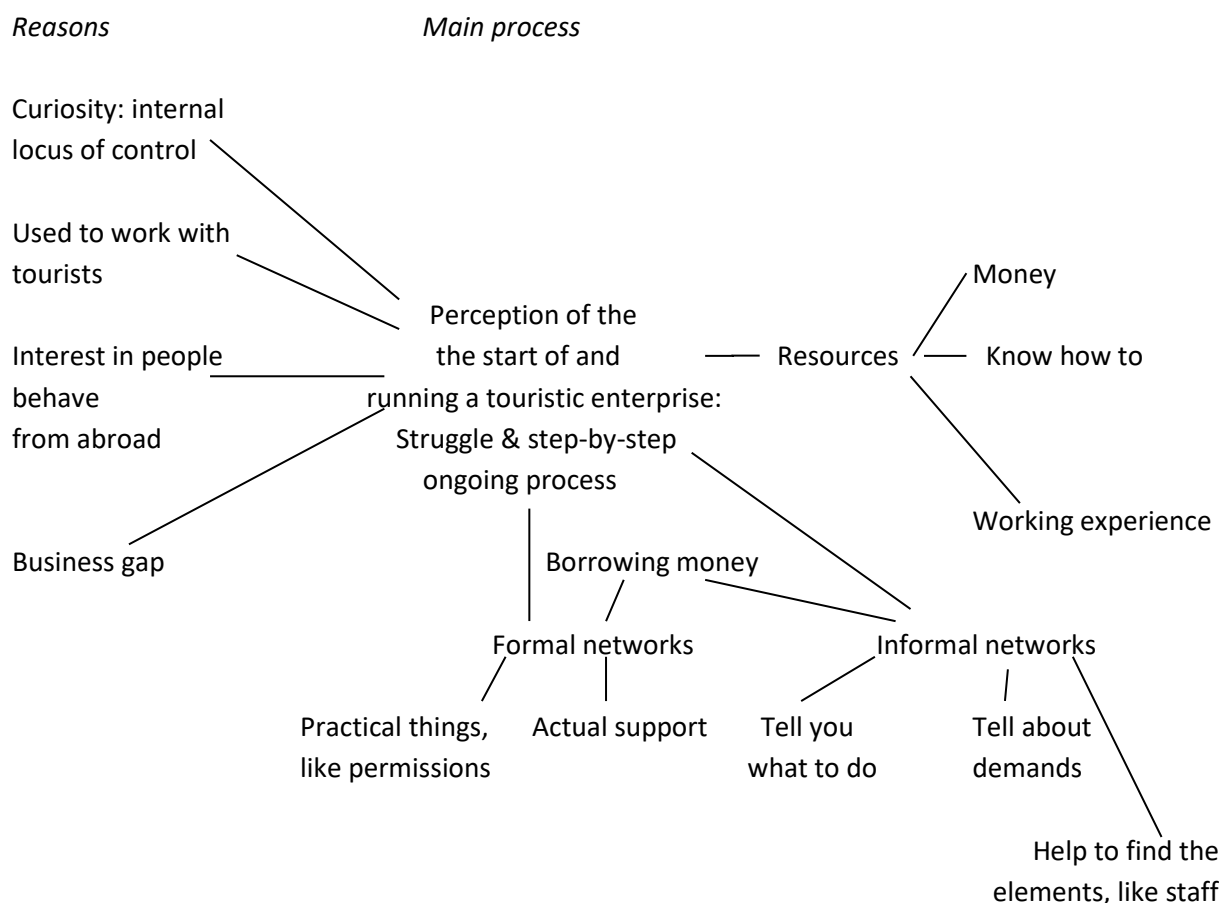 Reasons
Main process
Curiosity: internal
locus of control
Used to work with
tourists
Interest in people
behave
from abroad
Business gap
Perception of the
the start of and
running a touristic enterprise:
Struggle & step-by-step
ongoing process
Resources
Money
Know how to
Working experience
Borrowing money
Formal networks
Informal networks
Practical things,
like permissions
Actual support
Tell you
what to do
Tell about
demands
Help to find the
elements, like staff